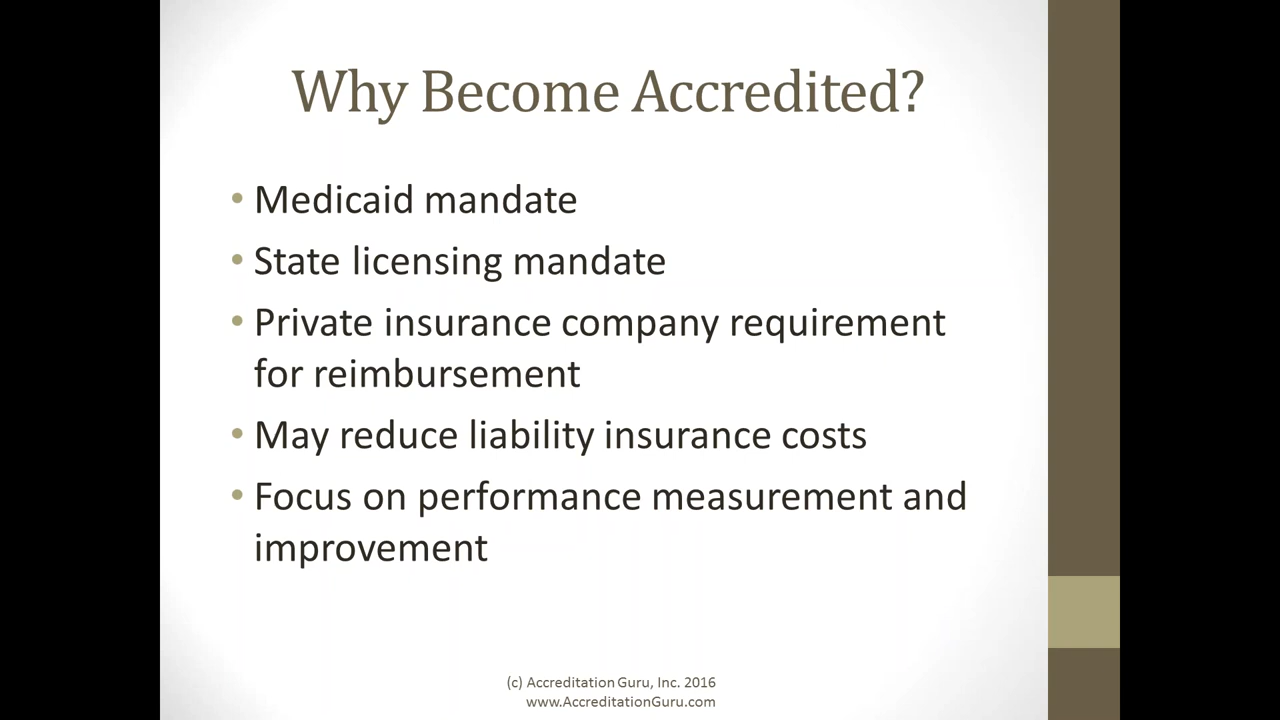 Why Become Accredited?
• Medicaid mandate
• State licensing mandate
• Private insurance company requirement
for reimbursement
• May reduce liability insurance costs
• Focus on performance measurement and
improvement
(c) Accreditation Guru, Inc. 2016
www.AccreditationGuru.com